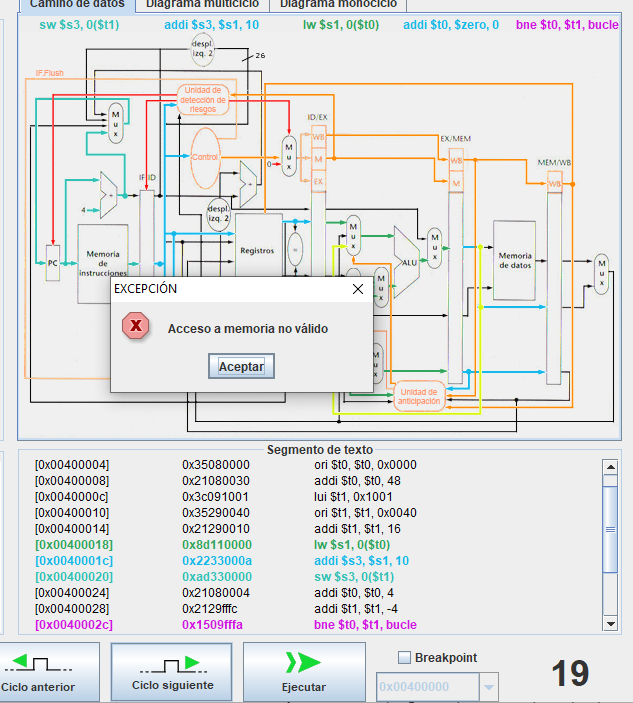 Camino de datos Diagrama multiciclo Diagrama monociclo
sw $s3, 0($t1) addi $s3, $s1, 10 lw $s1, 0($t0) addi $t0, $zero, 0 bne $t0, $t1, bucle
despl.
izq. 2
26
IF.Flush
Unidad de
detección de
riesgos
M
u
x
ID/EX
WB
M
EX
Control
M
u
x
0
EX/MEM
WB
M
MEM/WB
WB
IF/ID
4
+
+
despl.
izq. 2
PC
Memoria
de
instrucciones
Registros
=
M
u
x
ALU
M
u
x
Memoria
de datos
M
u
x
M
u
x
M
u
x
Unidad de
anticipación
EXCEPCIÓN
Acceso a memoria no válido
Aceptar
Segmento de texto
[0x00400004] 0x35080000 ori $t0, $t0, 0x0000
[0x00400008] 0x21080030 addi $t0, $t0, 48
[0x0040000c] 0x3c091001 lui $t1, 0x1001
[0x00400010] 0x35290040 ori $t1, $t1, 0x0040
[0x00400014] 0x21290010 addi $t1, $t1, 16
[0x00400018] 0x8d110000 lw $s1, 0($t0)
[0x0040001c] 0x2233000a addi $s3, $s1, 10
[0x00400020] 0xad330000 sw $s3, 0($t1)
[0x00400024] 0x21080004 addi $t0, $t0, 4
[0x00400028] 0x2129fffc addi $t1, $t1, -4
[0x0040002c] 0x1509fffa bne $t0, $t1, bucle
Ciclo anterior
Ciclo siguiente
Ejecutar
Breakpoint
0x00400000
19